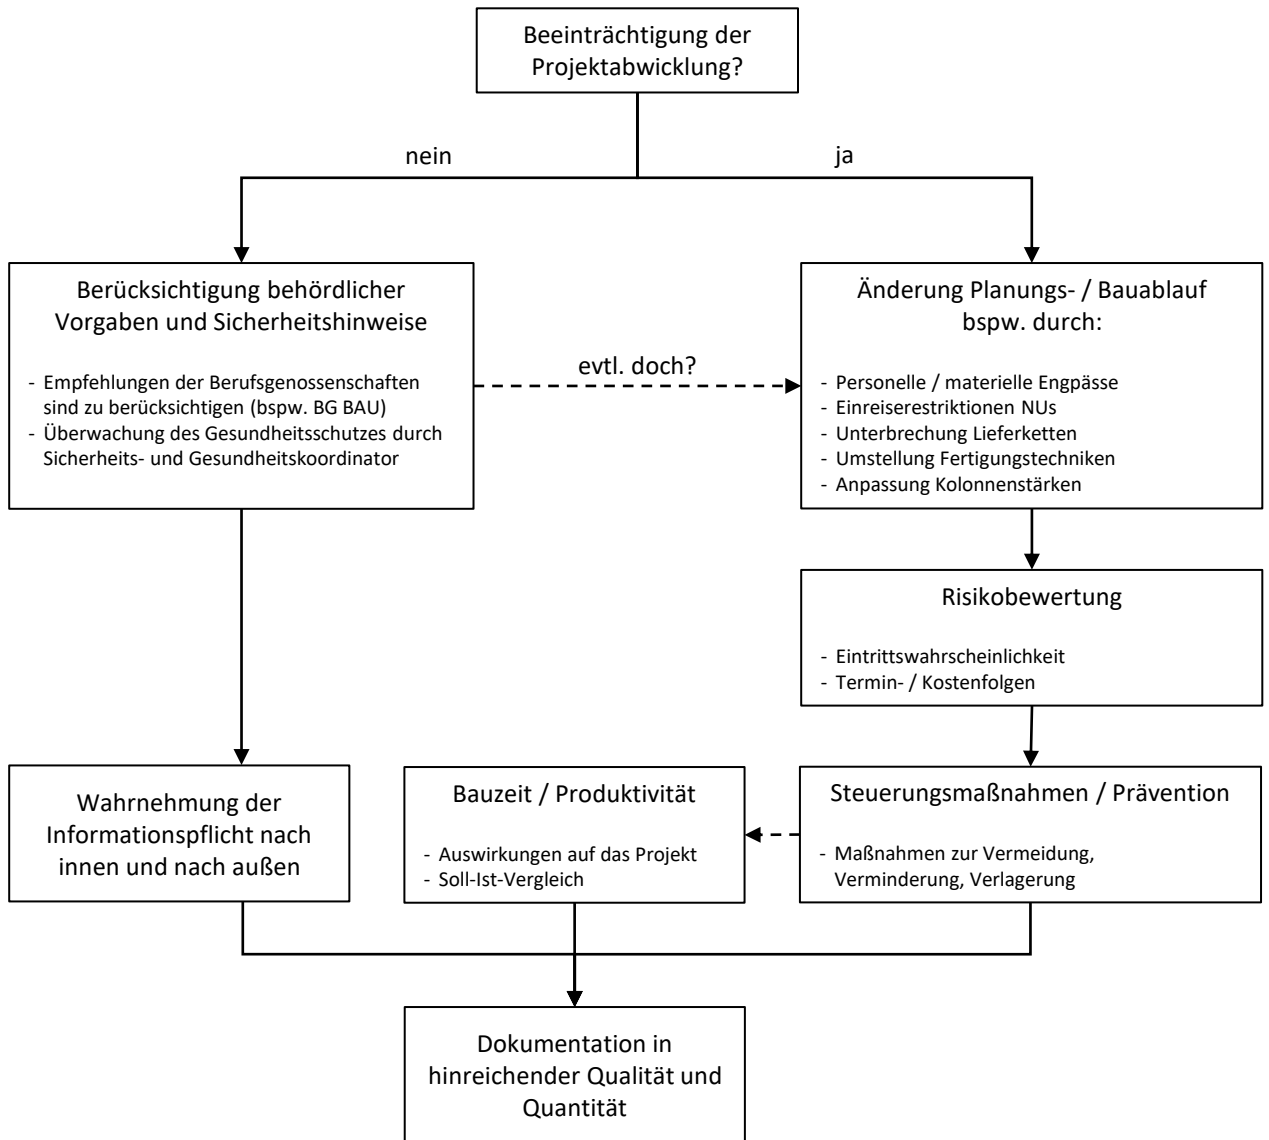 Beeinträchtigung der
Projektabwicklung?
nein
ja
Berücksichtigung behördlicher
Vorgaben und Sicherheitshinweise
- Empfehlungen der Berufsgenossenschaften
sind zu berücksichtigen (bspw. BG BAU)
- Überwachung des Gesundheitsschutzes durch
Sicherheits- und Gesundheitskoordinator
evtl. doch?
Änderung Planungs- / Bauablauf
bspw. durch:
- Personelle / materielle Engpässe
- Einreiserestriktionen NUs
- Unterbrechung Lieferketten
- Umstellung Fertigungstechniken
- Anpassung Kolonnenstärken
Risikobewertung
- Eintrittswahrscheinlichkeit
- Termin- / Kostenfolgen
Wahrnehmung der
Informationspflicht nach
innen und nach außen
Bauzeit / Produktivität
- Auswirkungen auf das Projekt
- Soll-Ist-Vergleich
Steuerungsmaßnahmen / Prävention
- Maßnahmen zur Vermeidung,
Verminderung, Verlagerung
Dokumentation in
hinreichender Qualität und
Quantität